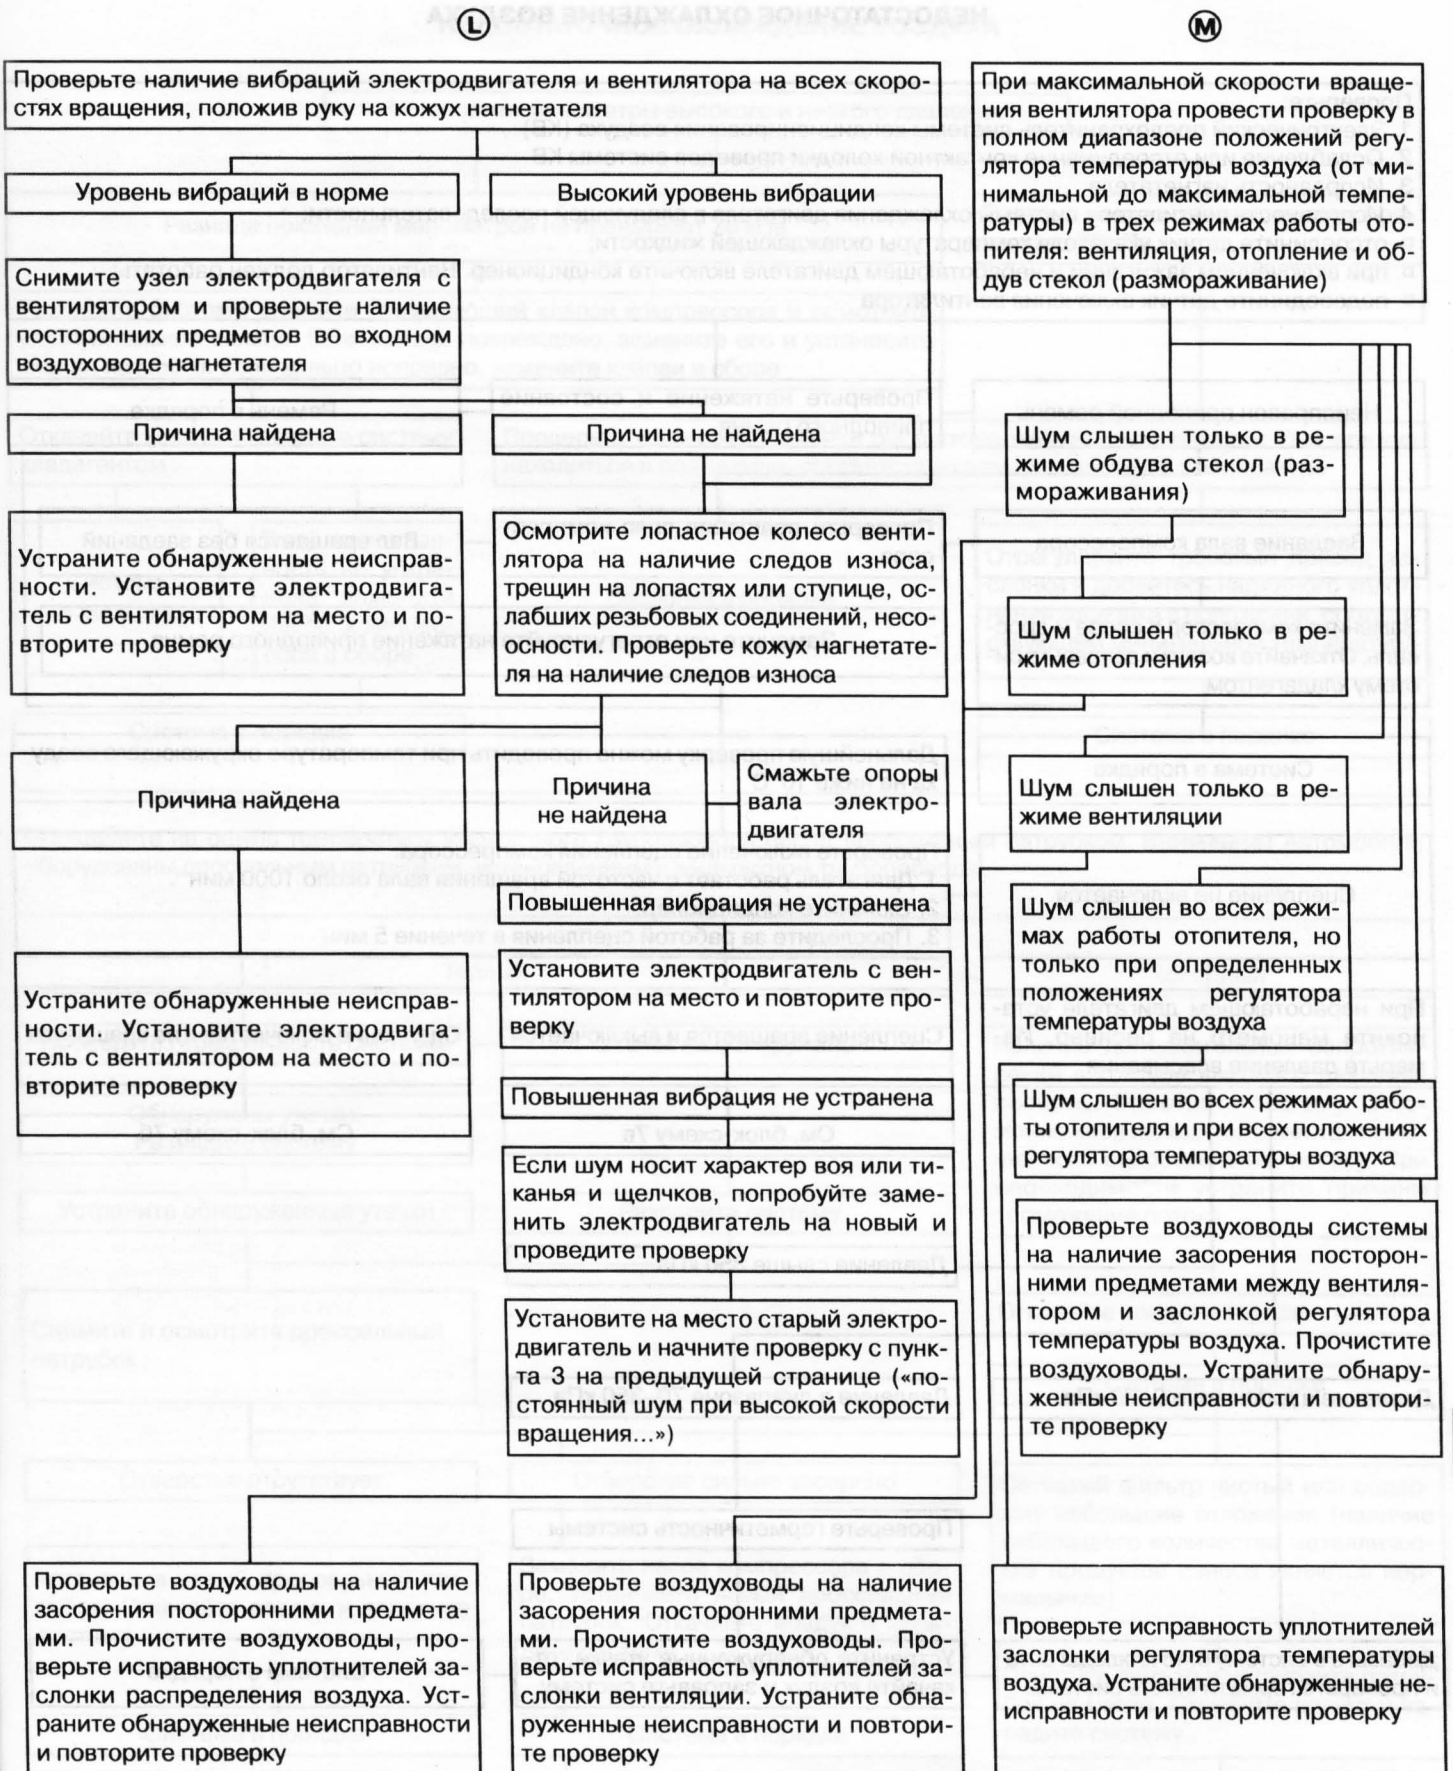 L
Проверьте наличие вибраций электродвигателя и вентилятора на всех скоро-
стях вращения, положив руку на кожух нагнетателя
Уровень вибраций в норме
Высокий уровень вибрации
Снимите узел электродвигателя с
вентилятором и проверьте наличие
посторонних предметов во входном
воздуховоде нагнетателя
Причина найдена
Причина не найдена
Устраните обнаруженные неисправ-
ности. Установите электродвига-
тель с вентилятором на место и по-
вторите проверку
Осмотрите лопастное колесо венти-
лятора на наличие следов износа,
трещин на лопастях или ступице, ос-
лабших резьбовых соединений, несо-
осности. Проверьте кожух нагнетате-
ля на наличие следов износа
Причина найдена
Причина
не найдена
Смажьте опоры
вала электро-
двигателя
Устраните обнаруженные неисправ-
ности. Установите электродвига-
тель с вентилятором на место и по-
вторите проверку
Повышенная вибрация не устранена
Установите электродвигатель с вен-
тилятором на место и повторите про-
верку
Повышенная вибрация не устранена
Если шум носит характер воя или ти-
канья и щелчков, попробуйте заме-
нить электродвигатель на новый и
проведите проверку
Установите на место старый электро-
двигатель и начните проверку с пунк-
та 3 на предыдущей странице («по-
стоянный шум при высокой скорости
вращения...»)
M
При максимальной скорости враще-
ния вентилятора провести проверку в
полном диапазоне положений регу-
лятора температуры воздуха (от ми-
нимальной до максимальной темпе-
ратуры) в трех режимах работы ото-
пителя: вентиляция, отопление и об-
дув стекол (размораживание)
Шум слышен только в ре-
жиме обдува стекол (раз-
мораживания)
Шум слышен только в ре-
жиме отопления
Шум слышен только в ре-
жиме вентиляции
Шум слышен во всех режи-
мах работы отопителя, но
только при определенных
положениях регулятора
температуры воздуха
Шум слышен во всех режимах рабо-
ты отопителя и при всех положениях
регулятора температуры воздуха
Проверьте воздуховоды системы
на наличие засорения посторон-
ними предметами между вентиля-
тором и заслонкой регулятора
температуры воздуха. Прочистите
воздуховоды. Устраните обнару-
женные неисправности и повтори-
те проверку
Проверьте воздуховоды на наличие
засорения посторонними предмета-
ми. Прочистите воздуховоды, про-
верьте исправность уплотнителей за-
слонки распределения воздуха. Уст-
раните обнаруженные неисправности
и повторите проверку
Проверьте воздуховоды на наличие
засорения посторонними предмета-
ми. Прочистите воздуховоды. Про-
верьте исправность уплотнителей за-
слонки вентиляции. Устраните обна-
руженные неисправности и повтори-
те проверку
Проверьте исправность уплотнителей
заслонки регулятора температуры
воздуха. Устраните обнаруженные не-
исправности и повторите проверку